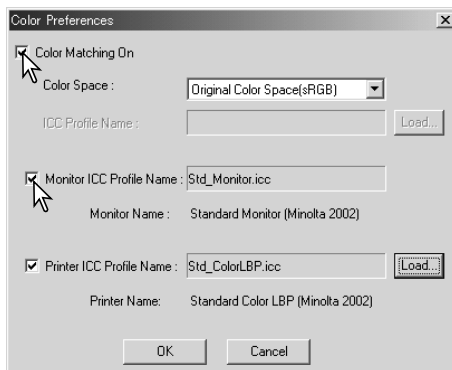 Color Preferences
Color Matching On
Color Space :
Original Color Space(sRGB)
ICC Profile Name :
Load...
Monitor ICC Profile Name :
Std_Monitor.icc
Monitor Name :
Standard Monitor (Minolta 2002)
Printer ICC Profile Name :
Std_ColorLBP.icc
Load...
Printer Name:
Standard Color LBP (Minolta 2002)
OK
Cancel